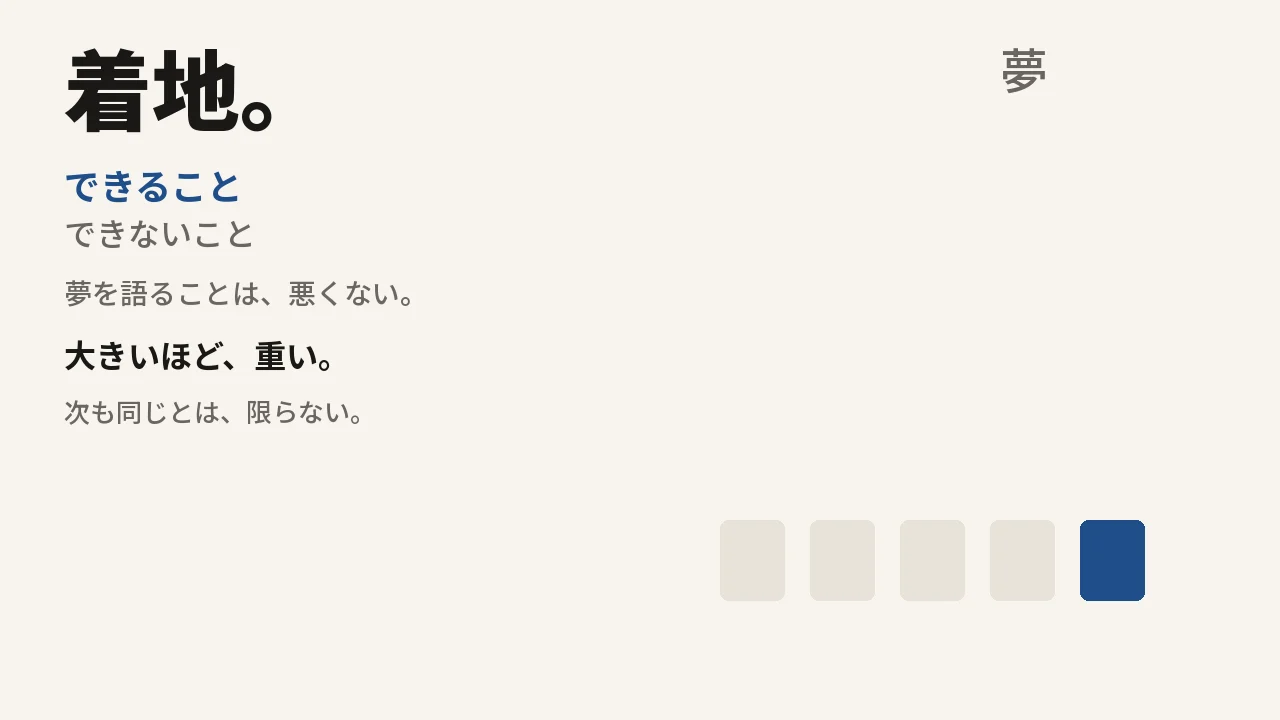 着地。
夢
できること
できないこと
夢を語ることは、悪くない。
大きいほど、重い。
次も同じとは、限らない。